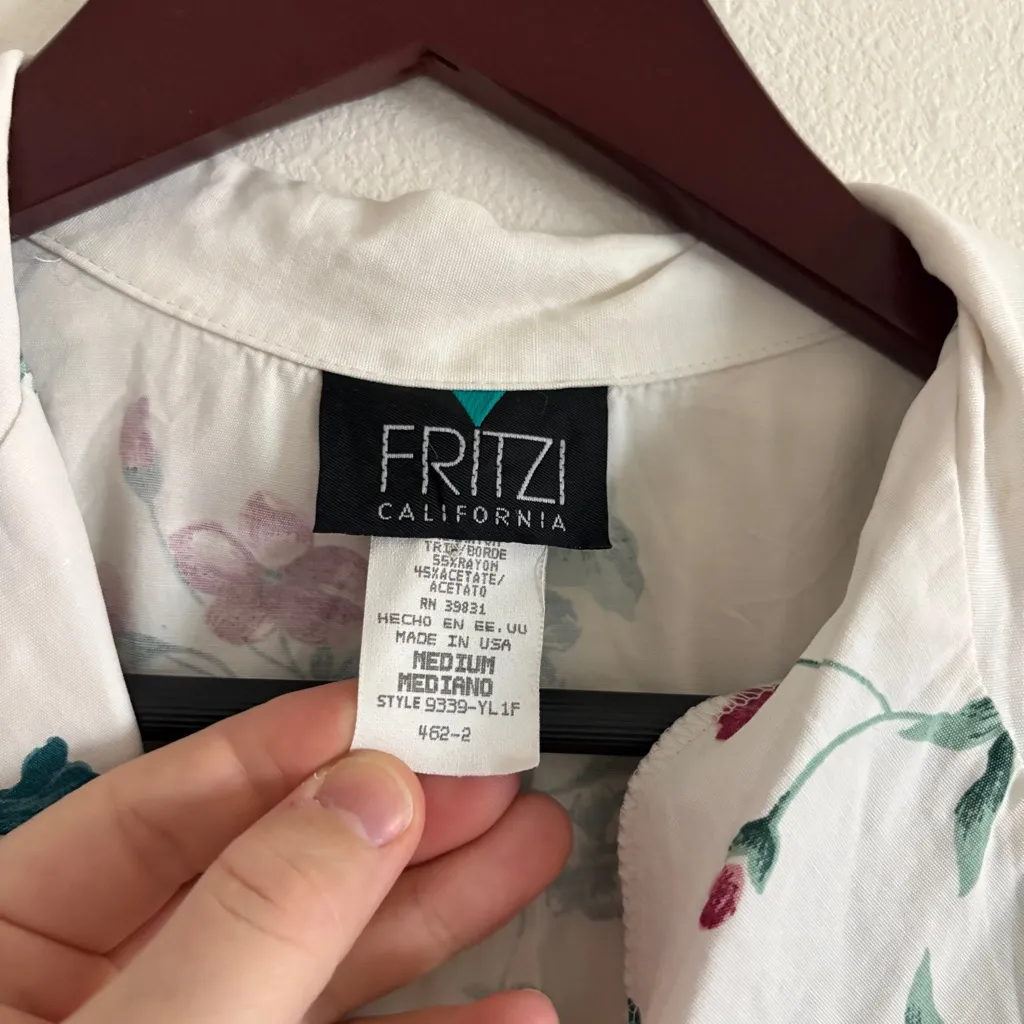 FRITZI
CALIFORNIA
TRIM/BORDE
55%RAYON
45%ACETATE/
ACETATO
RN 39831
HECHO EN EE.UU
MADE IN USA
MEDIUM
MEDIANO
STYLE 9339-YL1F
462-2